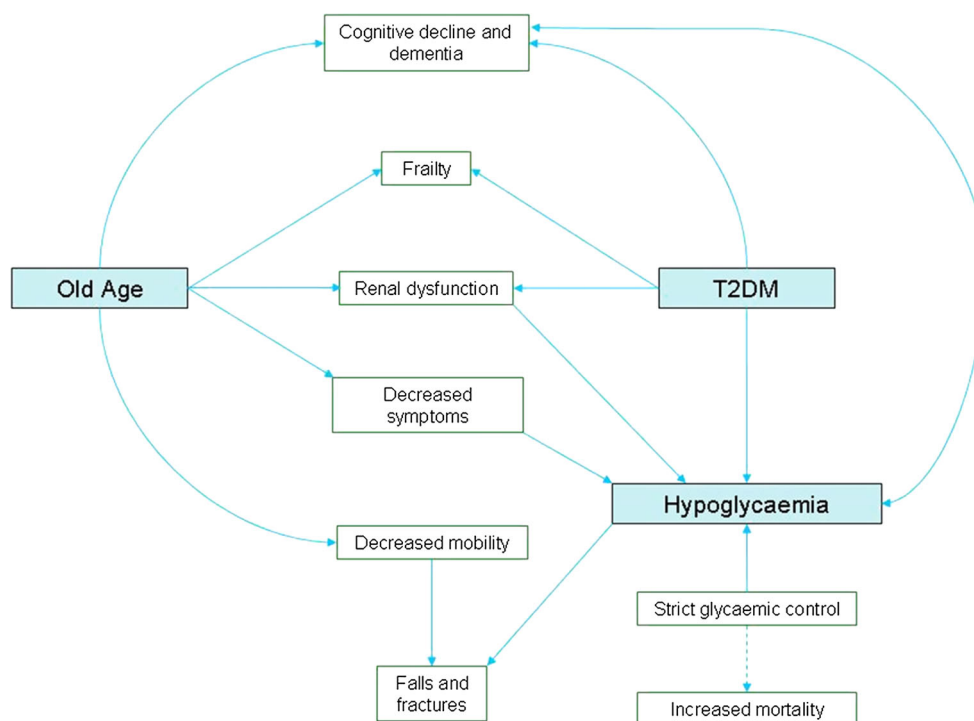 Cognitive decline and
dementia
Frailty
Old Age
Renal dysfunction
T2DM
Decreased
symptoms
Hypoglycaemia
Decreased mobility
Strict glycaemic control
Falls and
fractures
Increased mortality